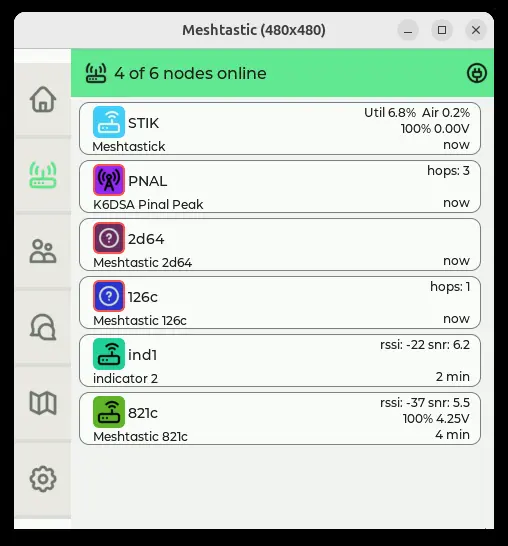 Meshtastic (480x480)
4 of 6 nodes online
STIK
Util 6.8%  Air 0.2%
100% 0.00V
Meshtastick
now
PNAL
hops: 3
K6DSA Pinal Peak
now
? 2d64
Meshtastic 2d64
now
? 126c
hops: 1
Meshtastic 126c
now
ind1
rssi: -22 snr: 6.2
indicator 2
2 min
821c
rssi: -37 snr: 5.5
100% 4.25V
Meshtastic 821c
4 min